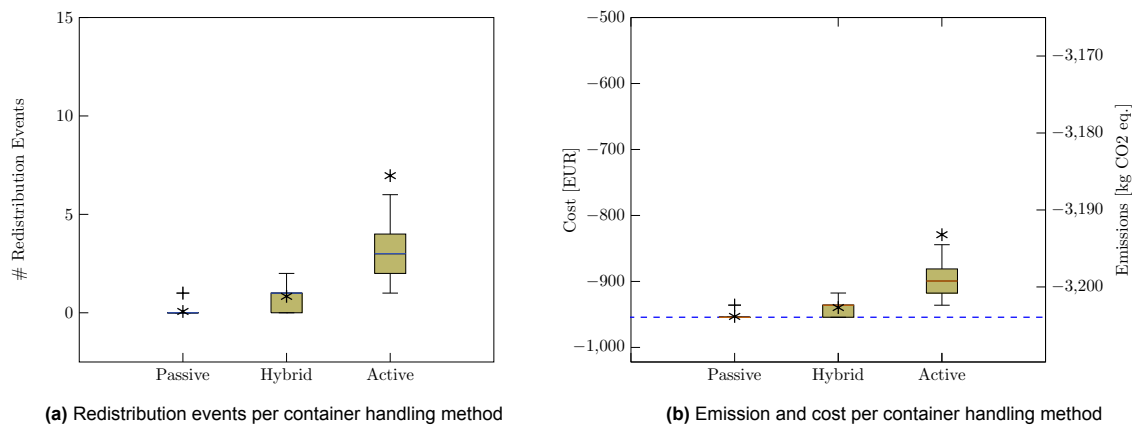 15
10
5
0
# Redistribution Events
Passive Hybrid Active
(a) Redistribution events per container handling method
−500
−600
−700
−800
−900
−1,000
Cost [EUR]
−3,170
−3,180
−3,190
−3,200
Emissions [kg CO2 eq.]
Passive Hybrid Active
(b) Emission and cost per container handling method